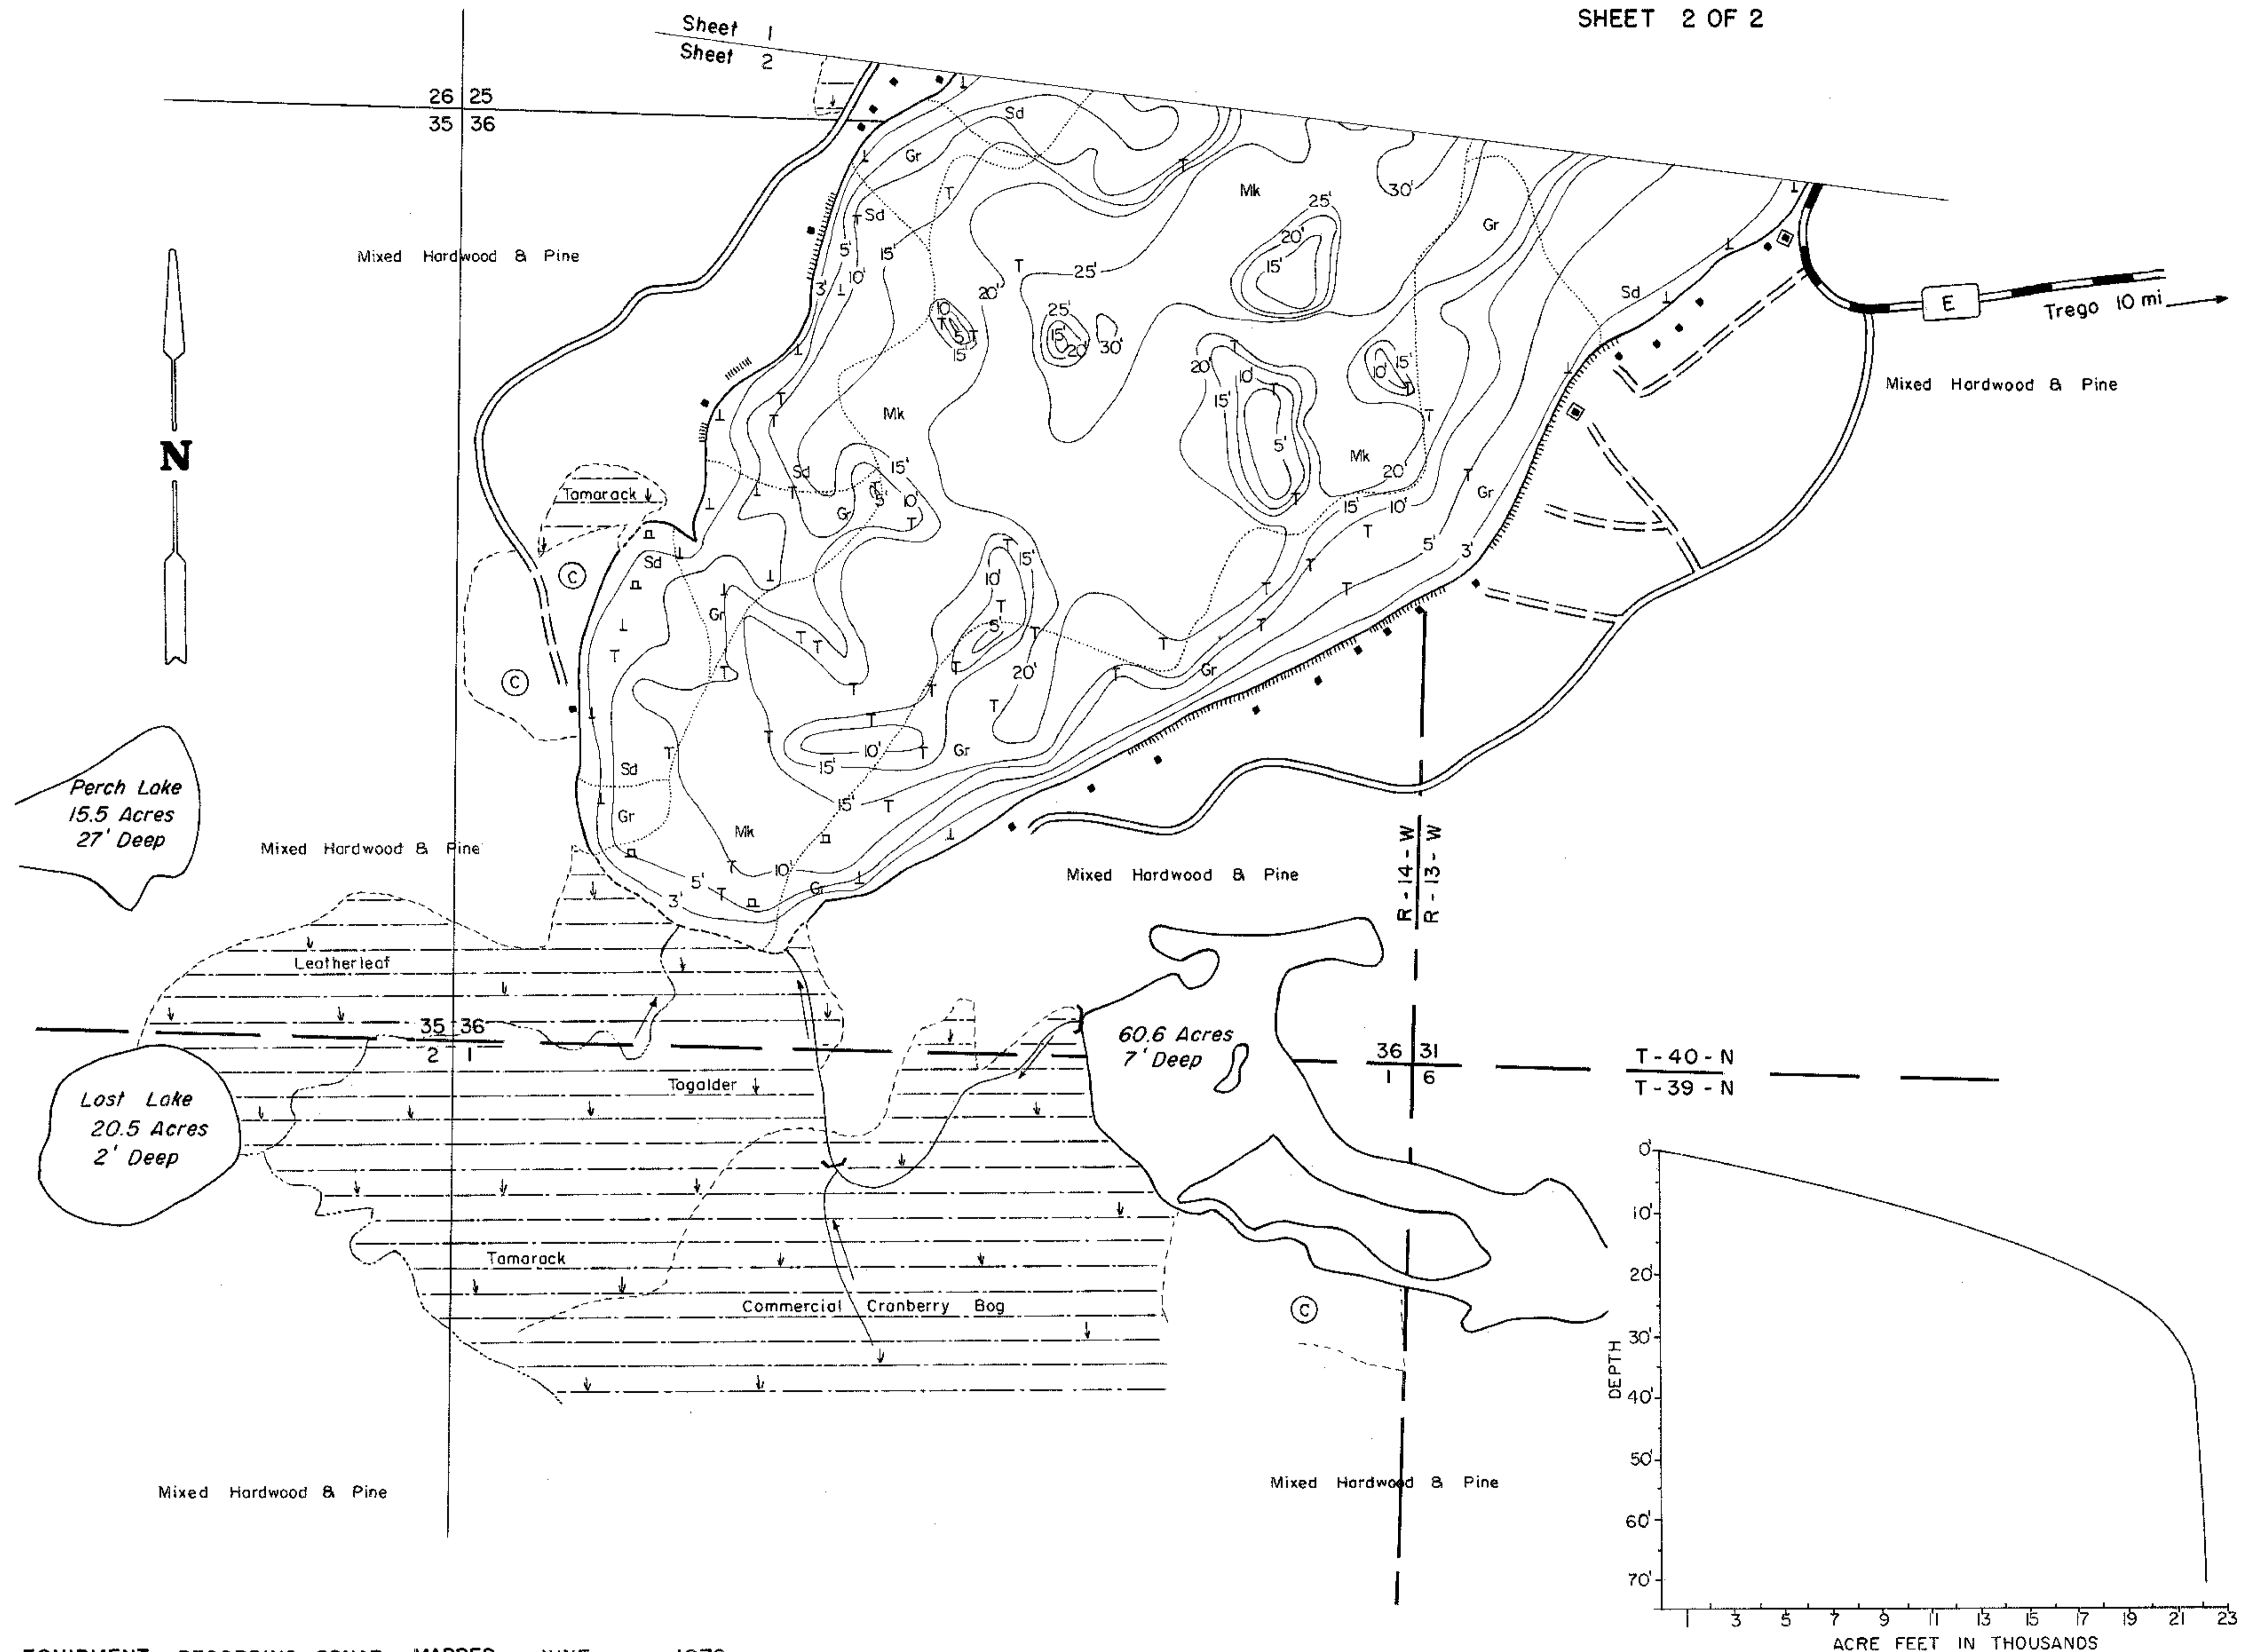 SHEET 2 OF 2
Sheet 1
Sheet 2
26 25
35 36
Sd
Gr
Mk
30'
25'
20'
15'
Gr
T Sd
5'
15'
10'
3'
Mixed Hardwood & Pine
25'
20'
Sd
E
Trego 10 mi
10
5'
15'
25'
15'
20'
30'
20'
10'
15'
15'
10'
5'
Mixed Hardwood & Pine
N
Mk
Mk
20'
Gr
15'
10'
Sd
15'
5'
10'
Gr
Tamarack
5'
3'
Sd
C
15'
10'
Gr
5'
20'
Gr
C
10'
15'
Gr
Sd
15'
Gr
Mk
Perch Lake
15.5 Acres
27' Deep
Mixed Hardwood & Pine
10'
5'
3'
Gr
Mixed Hardwood & Pine
R-14-W
R-13-W
Leatherleaf
35 36
2 1
60.6 Acres
7' Deep
36 31
1 6
T-40-N
T-39-N
Tagalder
Lost Lake
20.5 Acres
2' Deep
Tamarack
Commercial Cranberry Bog
C
Mixed Hardwood & Pine
Mixed Hardwood & Pine
0'
10'
20'
30'
40'
50'
60'
70'
DEPTH
1 3 5 7 9 11 13 15 17 19 21 23
ACRE FEET IN THOUSANDS